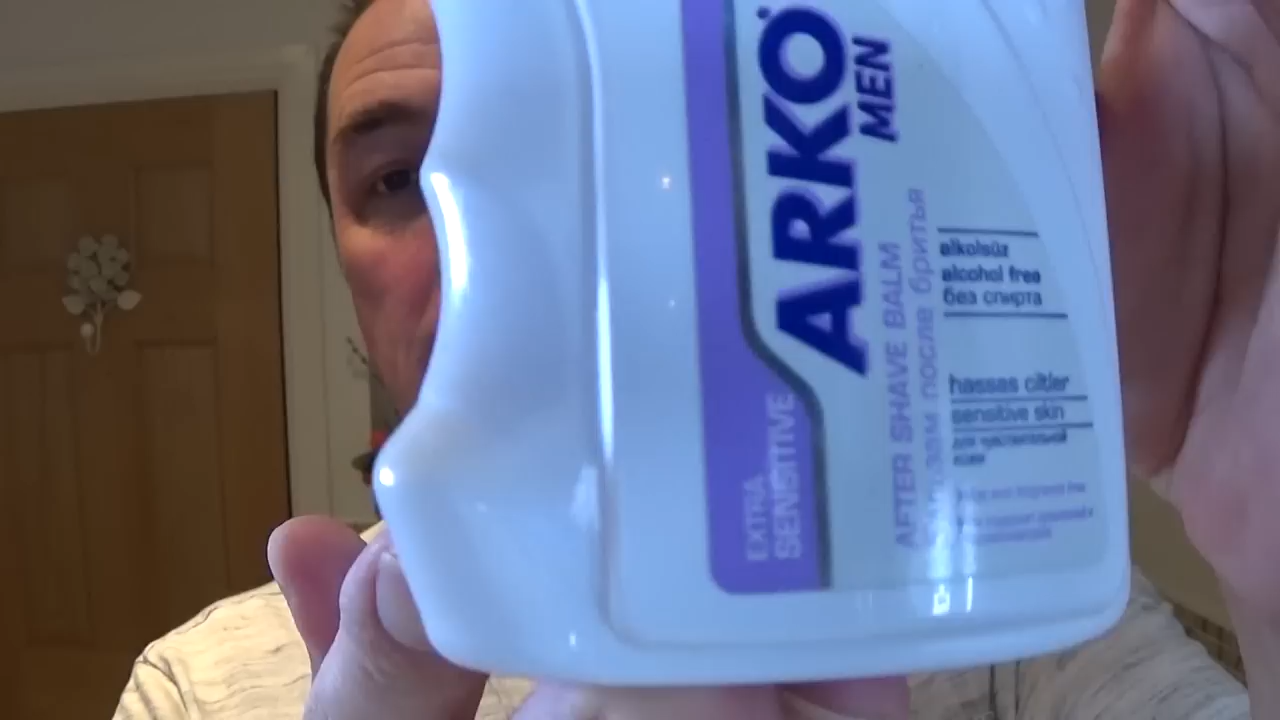 ARKO
MEN
AFTER SHAVE BALM
после бритья
EXTRA
SENSITIVE
alkolsüz
alcohol free
без спирта
hassas ciltler
sensitive skin
для чувствительной
кожи